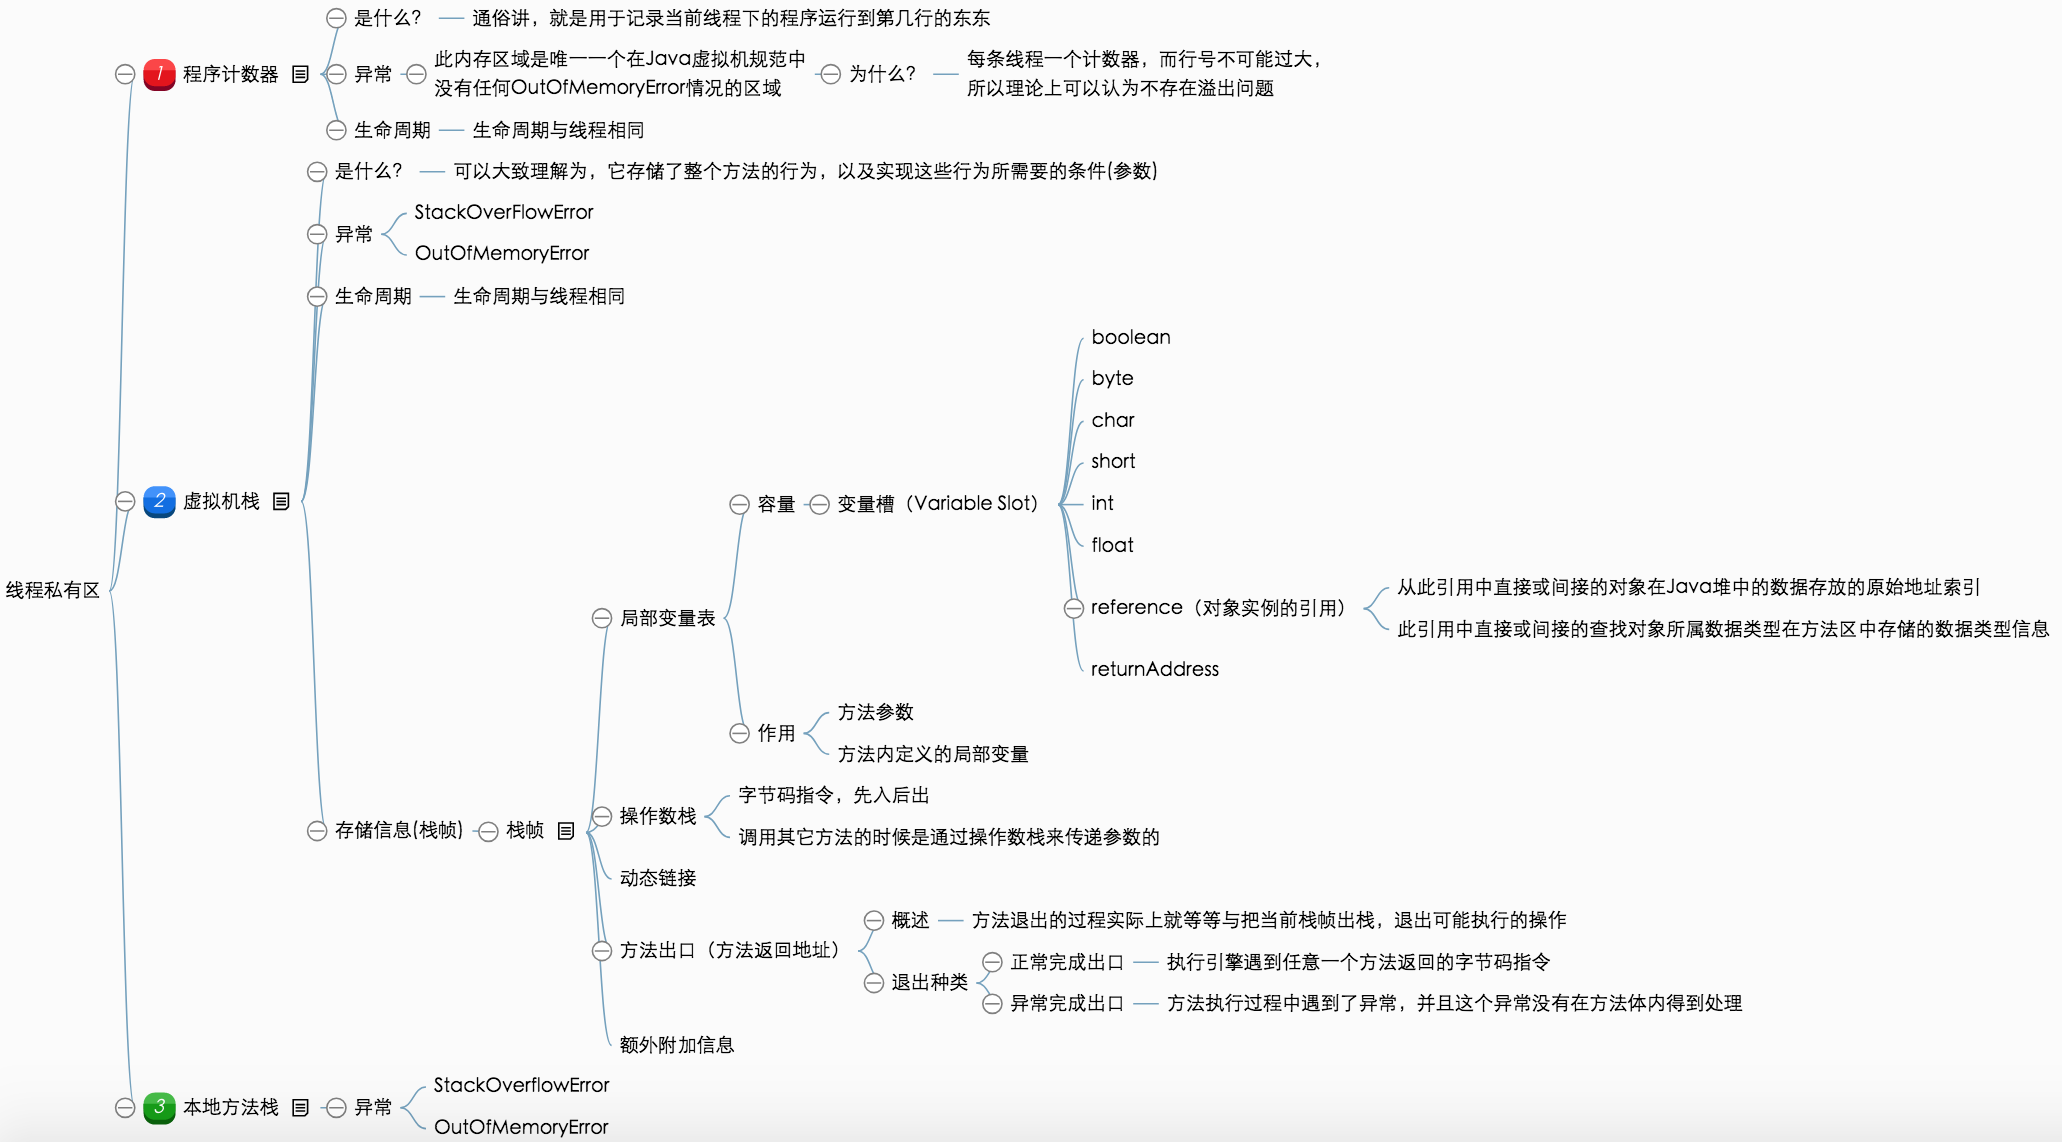 线程私有区
1 程序计数器
是什么?
通俗讲，就是用于记录当前线程下的程序运行到第几行的东东
异常
此内存区域是唯一一个在Java虚拟机规范中
没有任何OutOfMemoryError情况的区域
为什么?
每条线程一个计数器，而行号不可能过大，
所以理论上可以认为不存在溢出问题
生命周期
生命周期与线程相同
2 虚拟机栈
是什么?
可以大致理解为，它存储了整个方法的行为，以及实现这些行为所需要的条件(参数)
异常
StackOverFlowError
OutOfMemoryError
生命周期
生命周期与线程相同
存储信息(栈帧)
栈帧
局部变量表
容量
变量槽（Variable Slot）
boolean
byte
char
short
int
float
reference（对象实例的引用）
从此引用中直接或间接的对象在Java堆中的数据存放的原始地址索引
此引用中直接或间接的查找对象所属数据类型在方法区中存储的数据类型信息
returnAddress
作用
方法参数
方法内定义的局部变量
操作数栈
字节码指令，先入后出
调用其它方法的时候是通过操作数栈来传递参数的
动态链接
方法出口（方法返回地址）
概述
方法退出的过程实际上就等等与把当前栈帧出栈，退出可能执行的操作
退出种类
正常完成出口
执行引擎遇到任意一个方法返回的字节码指令
异常完成出口
方法执行过程中遇到了异常，并且这个异常没有在方法体内得到处理
额外附加信息
3 本地方法栈
异常
StackOverflowError
OutOfMemoryError